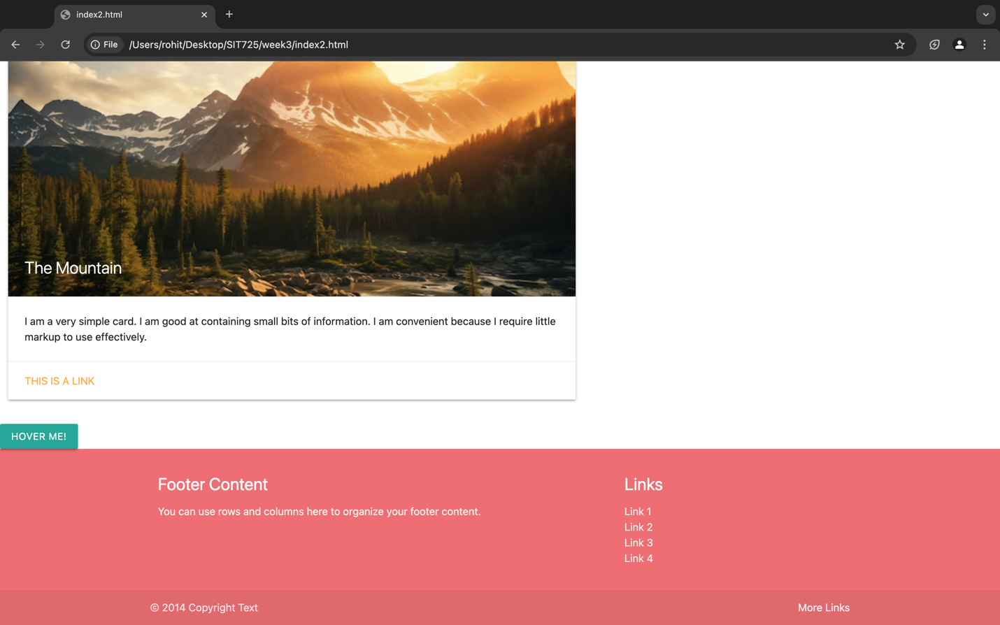 index2.html
File /Users/rohit/Desktop/SIT725/week3/index2.html
The Mountain
I am a very simple card. I am good at containing small bits of information. I am convenient because I require little
markup to use effectively.
THIS IS A LINK
HOVER ME!
Footer Content
You can use rows and columns here to organize your footer content.
Links
Link 1
Link 2
Link 3
Link 4
© 2014 Copyright Text
More Links